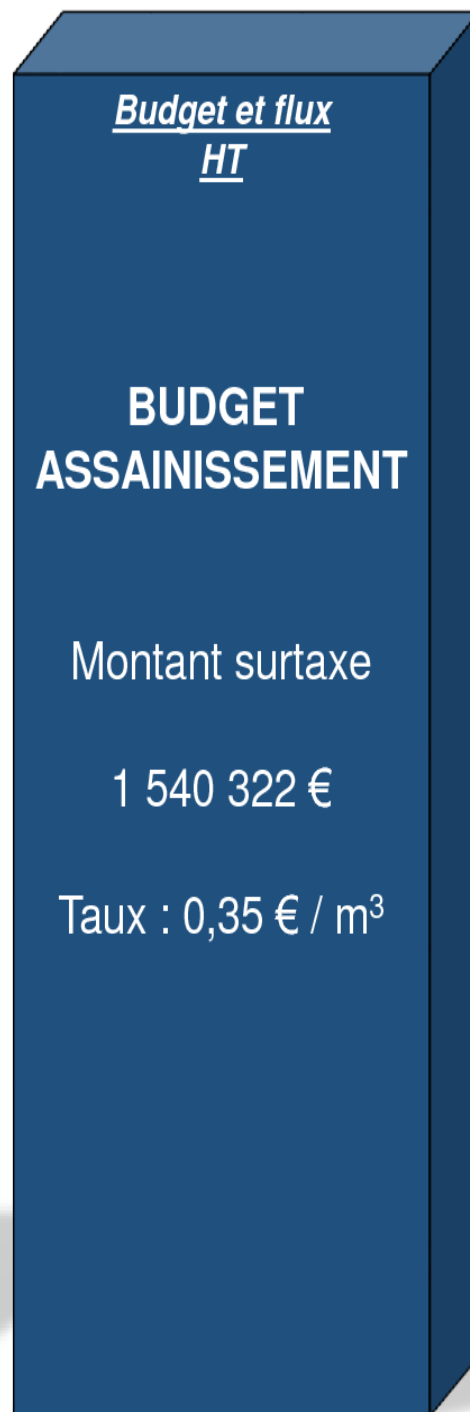 Budget et flux
HT
BUDGET
ASSAINISSEMENT
Montant surtaxe
1 540 322 €
Taux : 0,35 € / m³